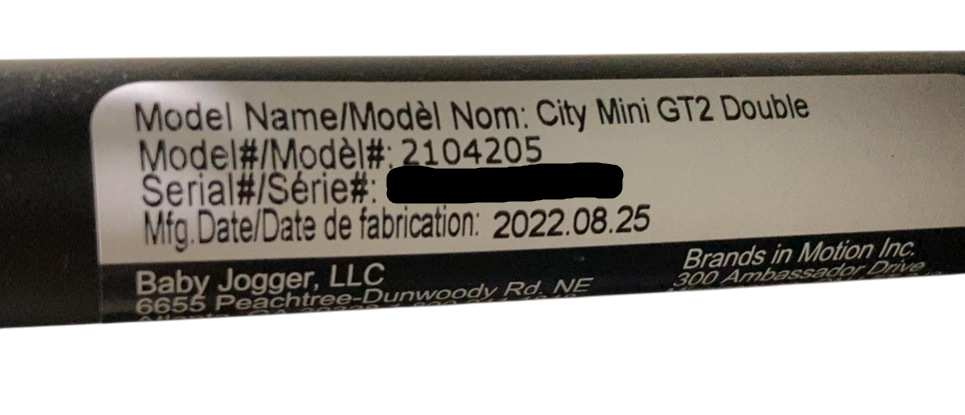 Model Name/Modèl Nom: City Mini GT2 Double
Model#/Modèl#: 2104205
Serial#/Série#:
Mfg.Date/Date de fabrication: 2022.08.25
Baby Jogger, LLC
6655 Peachtree-Dunwoody Rd. NE
Brands in Motion Inc.
300 Ambassador Drive